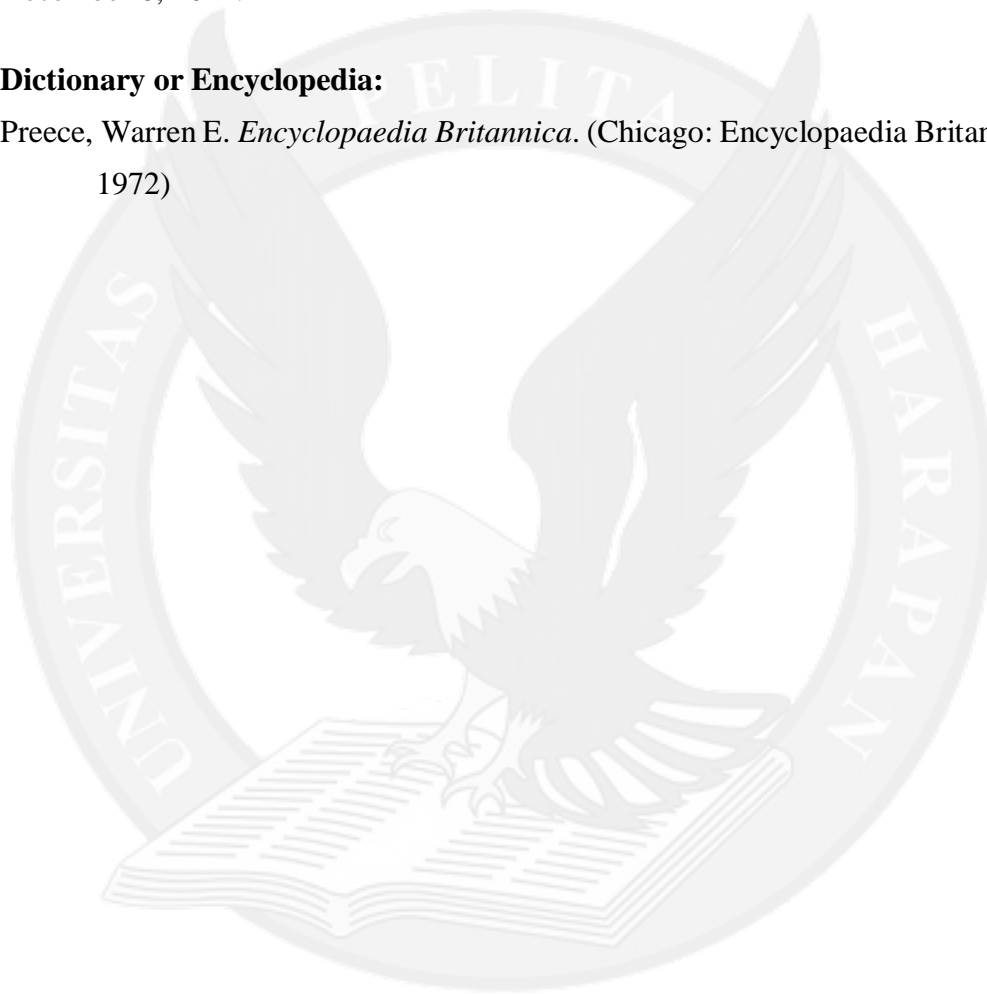 Dictionary or Encyclopedia:
Preece, Warren E. Encyclopaedia Britannica. (Chicago: Encyclopaedia Britan
1972)
UNIVERSITAS PELITA HARAPAN